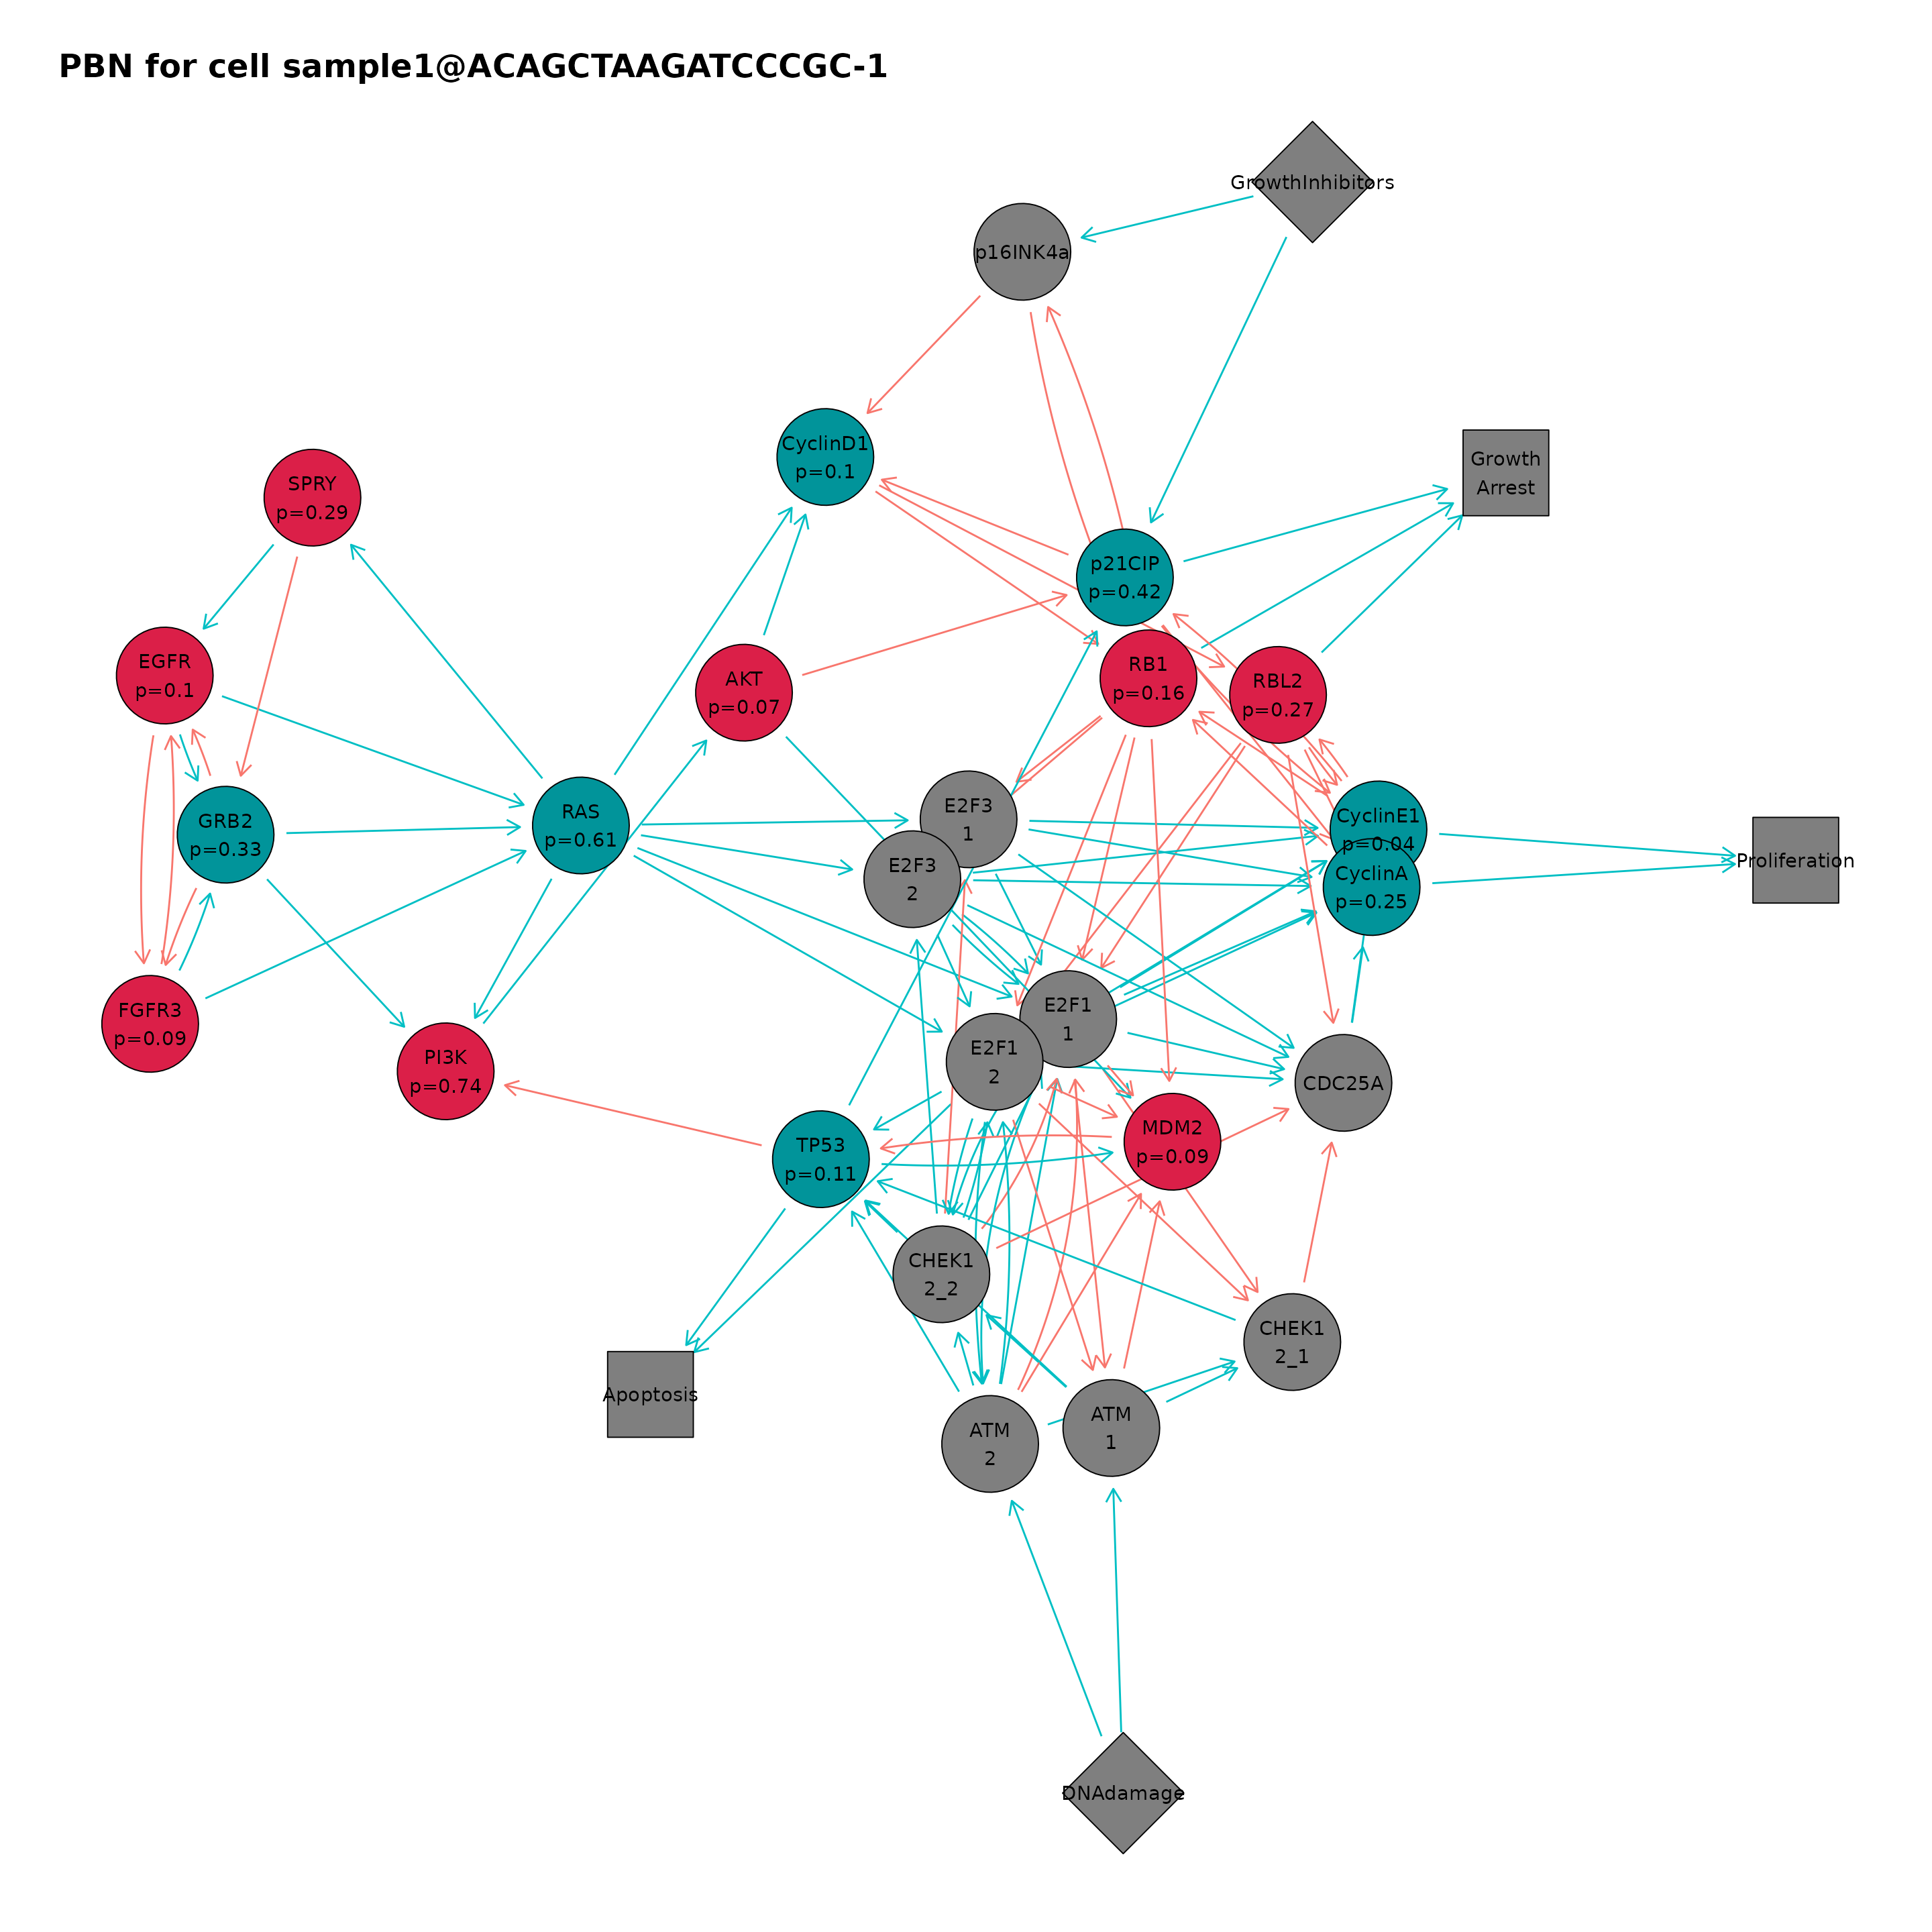 PBN for cell sample1@ACAGCTAAGATCCCGC-1
GrowthInhibitors
p16INK4a
CyclinD1
p=0.1
Growth
Arrest
SPRY
p=0.29
p21CIP
p=0.42
EGFR
p=0.1
AKT
p=0.07
RB1
p=0.16
RBL2
p=0.27
GRB2
p=0.33
RAS
p=0.61
E2F3
1
E2F3
2
CyclinE1
p=0.04
CyclinA
p=0.25
Proliferation
FGFR3
p=0.09
PI3K
p=0.74
E2F1
1
E2F1
2
CDC25A
TP53
p=0.11
MDM2
p=0.09
CHEK1
2_2
CHEK1
2_1
Apoptosis
ATM
2
ATM
1
DNAdamage